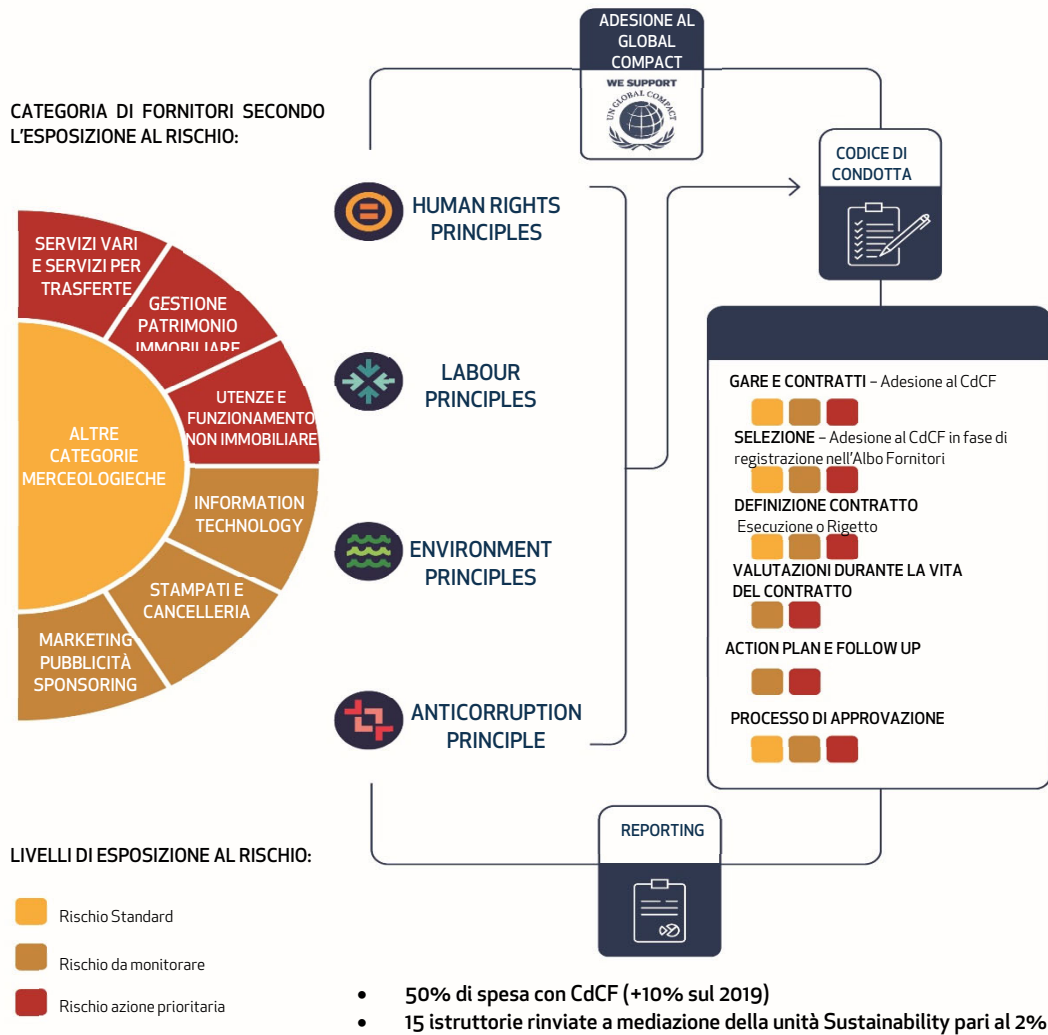 ADESIONE AL
GLOBAL
COMPACT
WE SUPPORT
UN GLOBAL COMPACT
CATEGORIA DI FORNITORI SECONDO
L'ESPOSIZIONE AL RISCHIO:
CODICE DI
CONDOTTA
SERVIZI VARI
E SERVIZI PER
TRASFERTE
GESTIONE
PATRIMONIO
IMMOBILIARE
UTENZE E
FUNZIONAMENTO
NON IMMOBILIARE
ALTRE
CATEGORIE
MERCEOLOGIECHE
INFORMATION
TECHNOLOGY
STAMPATI E
CANCELLERIA
MARKETING
PUBBLICITÀ
SPONSORING
HUMAN RIGHTS
PRINCIPLES
LABOUR
PRINCIPLES
ENVIRONMENT
PRINCIPLES
ANTICORRUPTION
PRINCIPLE
GARE E CONTRATTI – Adesione al CdCF
SELEZIONE – Adesione al CdCF in fase di
registrazione nell'Albo Fornitori
DEFINIZIONE CONTRATTO
Esecuzione o Rigetto
VALUTAZIONI DURANTE LA VITA
DEL CONTRATTO
ACTION PLAN E FOLLOW UP
PROCESSO DI APPROVAZIONE
REPORTING
LIVELLI DI ESPOSIZIONE AL RISCHIO:
Rischio Standard
Rischio da monitorare
Rischio azione prioritaria
• 50% di spesa con CdCF (+10% sul 2019)
• 15 istruttorie rinviate a mediazione della unità Sustainability pari al 2%